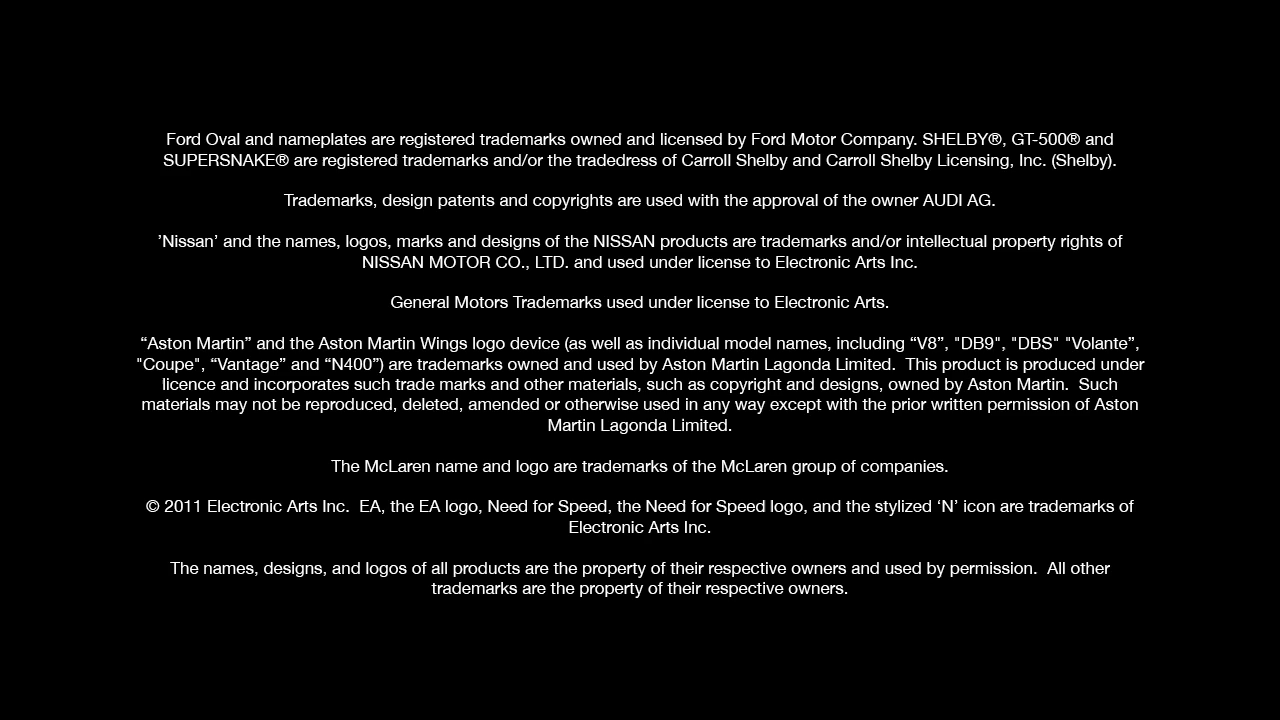 Ford Oval and nameplates are registered trademarks owned and licensed by Ford Motor Company. SHELBY®, GT-500® and
SUPERSNAKE® are registered trademarks and/or the tradedress of Carroll Shelby and Carroll Shelby Licensing, Inc. (Shelby).
Trademarks, design patents and copyrights are used with the approval of the owner AUDI AG.
’Nissan’ and the names, logos, marks and designs of the NISSAN products are trademarks and/or intellectual property rights of
NISSAN MOTOR CO., LTD. and used under license to Electronic Arts Inc.
General Motors Trademarks used under license to Electronic Arts.
“Aston Martin” and the Aston Martin Wings logo device (as well as individual model names, including “V8”, "DB9", "DBS" "Volante”,
"Coupe", “Vantage” and “N400”) are trademarks owned and used by Aston Martin Lagonda Limited.  This product is produced under
licence and incorporates such trade marks and other materials, such as copyright and designs, owned by Aston Martin.  Such
materials may not be reproduced, deleted, amended or otherwise used in any way except with the prior written permission of Aston
Martin Lagonda Limited.
The McLaren name and logo are trademarks of the McLaren group of companies.
© 2011 Electronic Arts Inc.  EA, the EA logo, Need for Speed, the Need for Speed logo, and the stylized ‘N’ icon are trademarks of
Electronic Arts Inc.
The names, designs, and logos of all products are the property of their respective owners and used by permission.  All other
trademarks are the property of their respective owners.